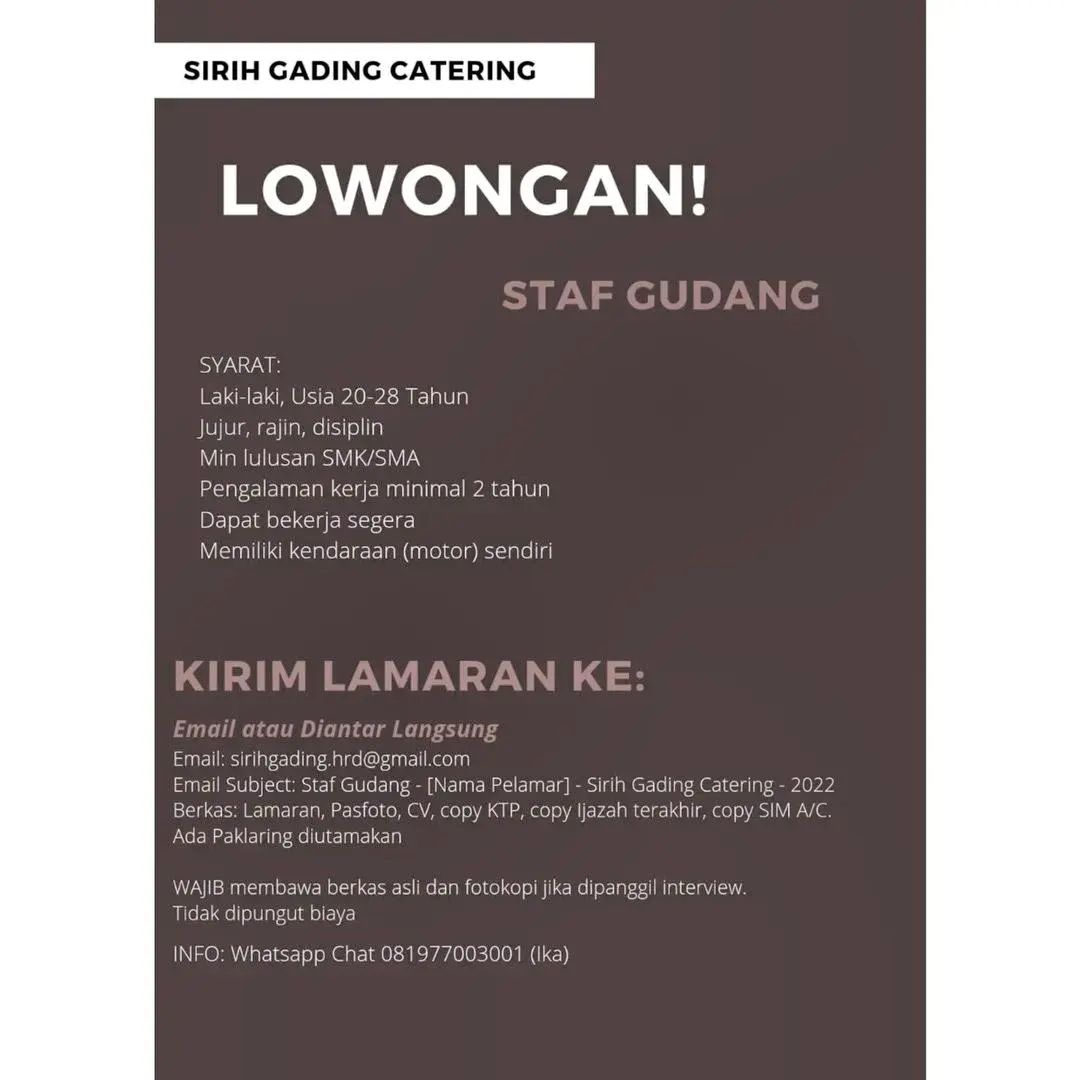 SIRIH GADING CATERING
LOWONGAN!
STAF GUDANG
SYARAT:
Laki-laki, Usia 20-28 Tahun
Jujur, rajin, disiplin
Min lulusan SMK/SMA
Pengalaman kerja minimal 2 tahun
Dapat bekerja segera
Memiliki kendaraan (motor) sendiri
KIRIM LAMARAN KE:
Email atau Diantar Langsung
Email: sirihgading.hrd@gmail.com
Email Subject: Staf Gudang - [Nama Pelamar] - Sirih Gading Catering - 2022
Berkas: Lamaran, Pasfoto, CV, copy KTP, copy Ijazah terakhir, copy SIM A/C.
Ada Paklaring diutamakan
WAJIB membawa berkas asli dan fotokopi jika dipanggil interview.
Tidak dipungut biaya
INFO: Whatsapp Chat 081977003001 (Ika)